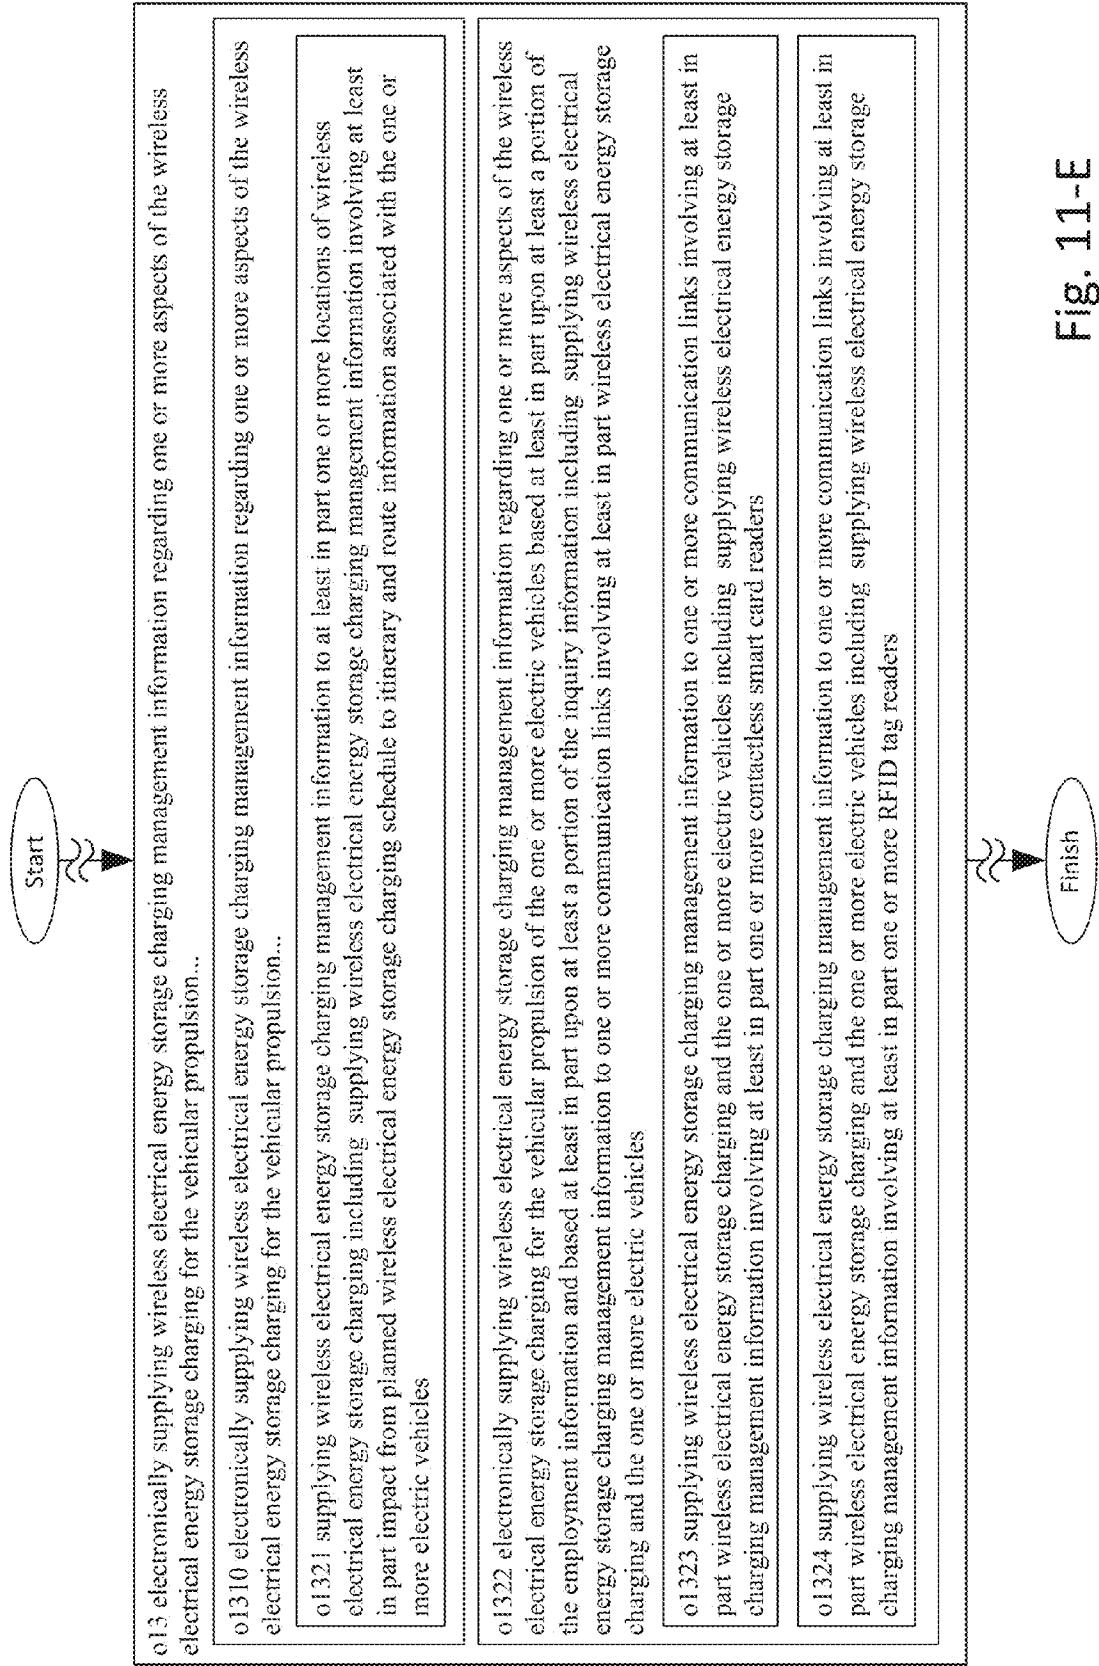 Start
o13 electronically supplying wireless electrical energy storage charging management information regarding one or more aspects of the wireless
electrical energy storage charging for the vehicular propulsion...
o1310 electronically supplying wireless electrical energy storage charging management information regarding one or more aspects of the wireless
electrical energy storage charging for the vehicular propulsion...
o1321 supplying wireless electrical energy storage charging management information to at least in part one or more locations of wireless
electrical energy storage charging including supplying wireless electrical energy storage charging management information involving at least
in part impact from planned wireless electrical energy storage charging schedule to itinerary and route information associated with the one or
more electric vehicles
o1322 electronically supplying wireless electrical energy storage charging management information regarding one or more aspects of the wireless
electrical energy storage charging for the vehicular propulsion of the one or more electric vehicles based at least in part upon at least a portion of
the employment information and based at least in part upon at least a portion of the inquiry information including supplying wireless electrical
energy storage charging management information to one or more communication links involving at least in part wireless electrical energy storage
charging and the one or more electric vehicles
o1323 supplying wireless electrical energy storage charging management information to one or more communication links involving at least in
part wireless electrical energy storage charging and the one or more electric vehicles including supplying wireless electrical energy storage
charging management information involving at least in part one or more contactless smart card readers
o1324 supplying wireless electrical energy storage charging management information to one or more communication links involving at least in
part wireless electrical energy storage charging and the one or more electric vehicles including supplying wireless electrical energy storage
charging management information involving at least in part one or more RFID tag readers
Finish
Fig. 11-E